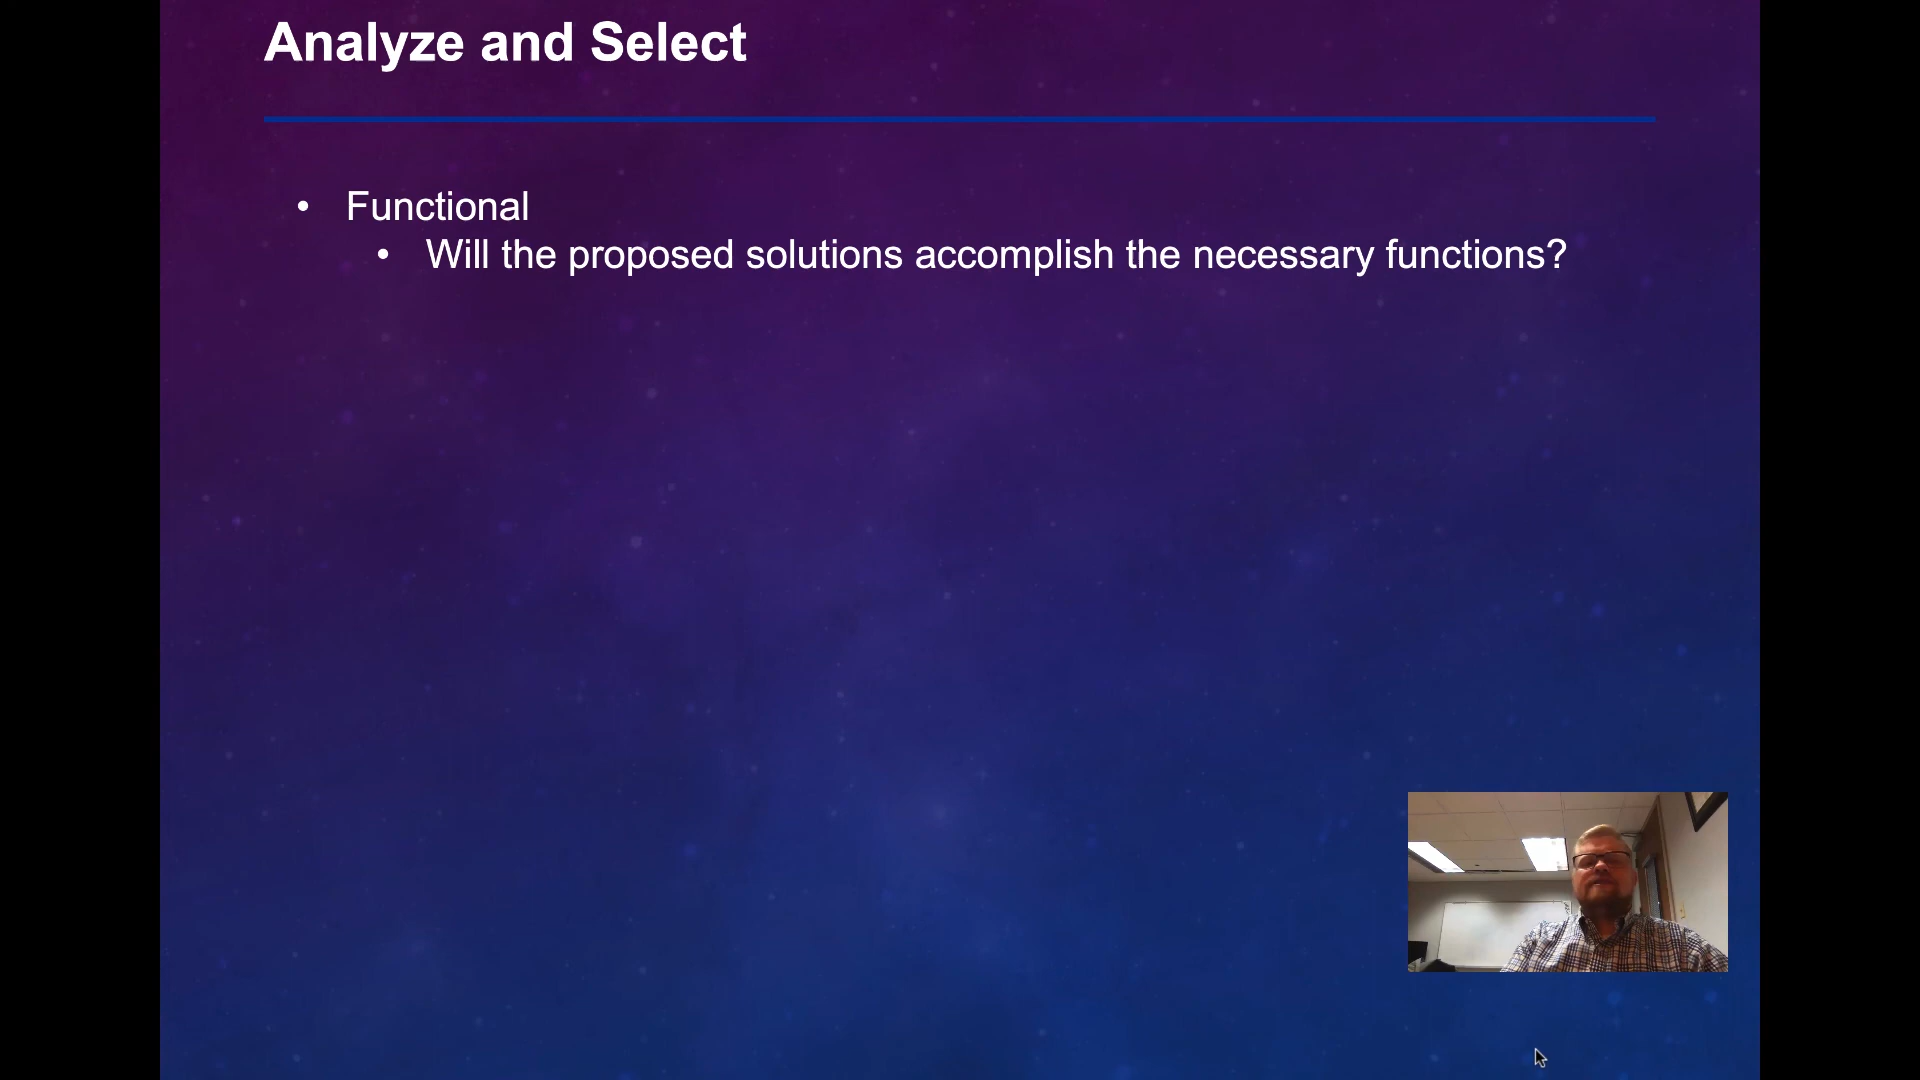 Analyze and Select
• Functional
• Will the proposed solutions accomplish the necessary functions?